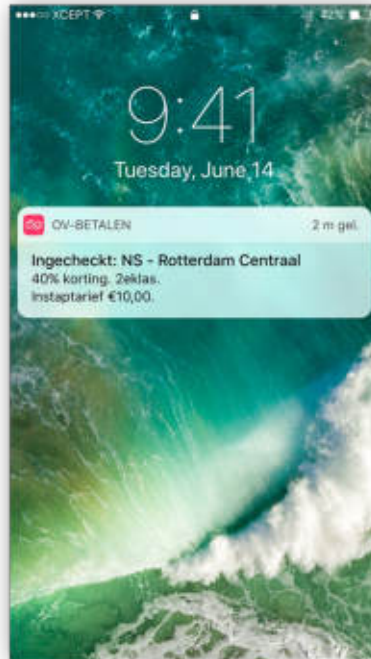 XCEPT 42%
9:41
Tuesday, June 14
OV-BETALEN 2 m gel.
Ingecheckt: NS - Rotterdam Centraal
40% korting. 2eklas.
Instaptarief €10,00.